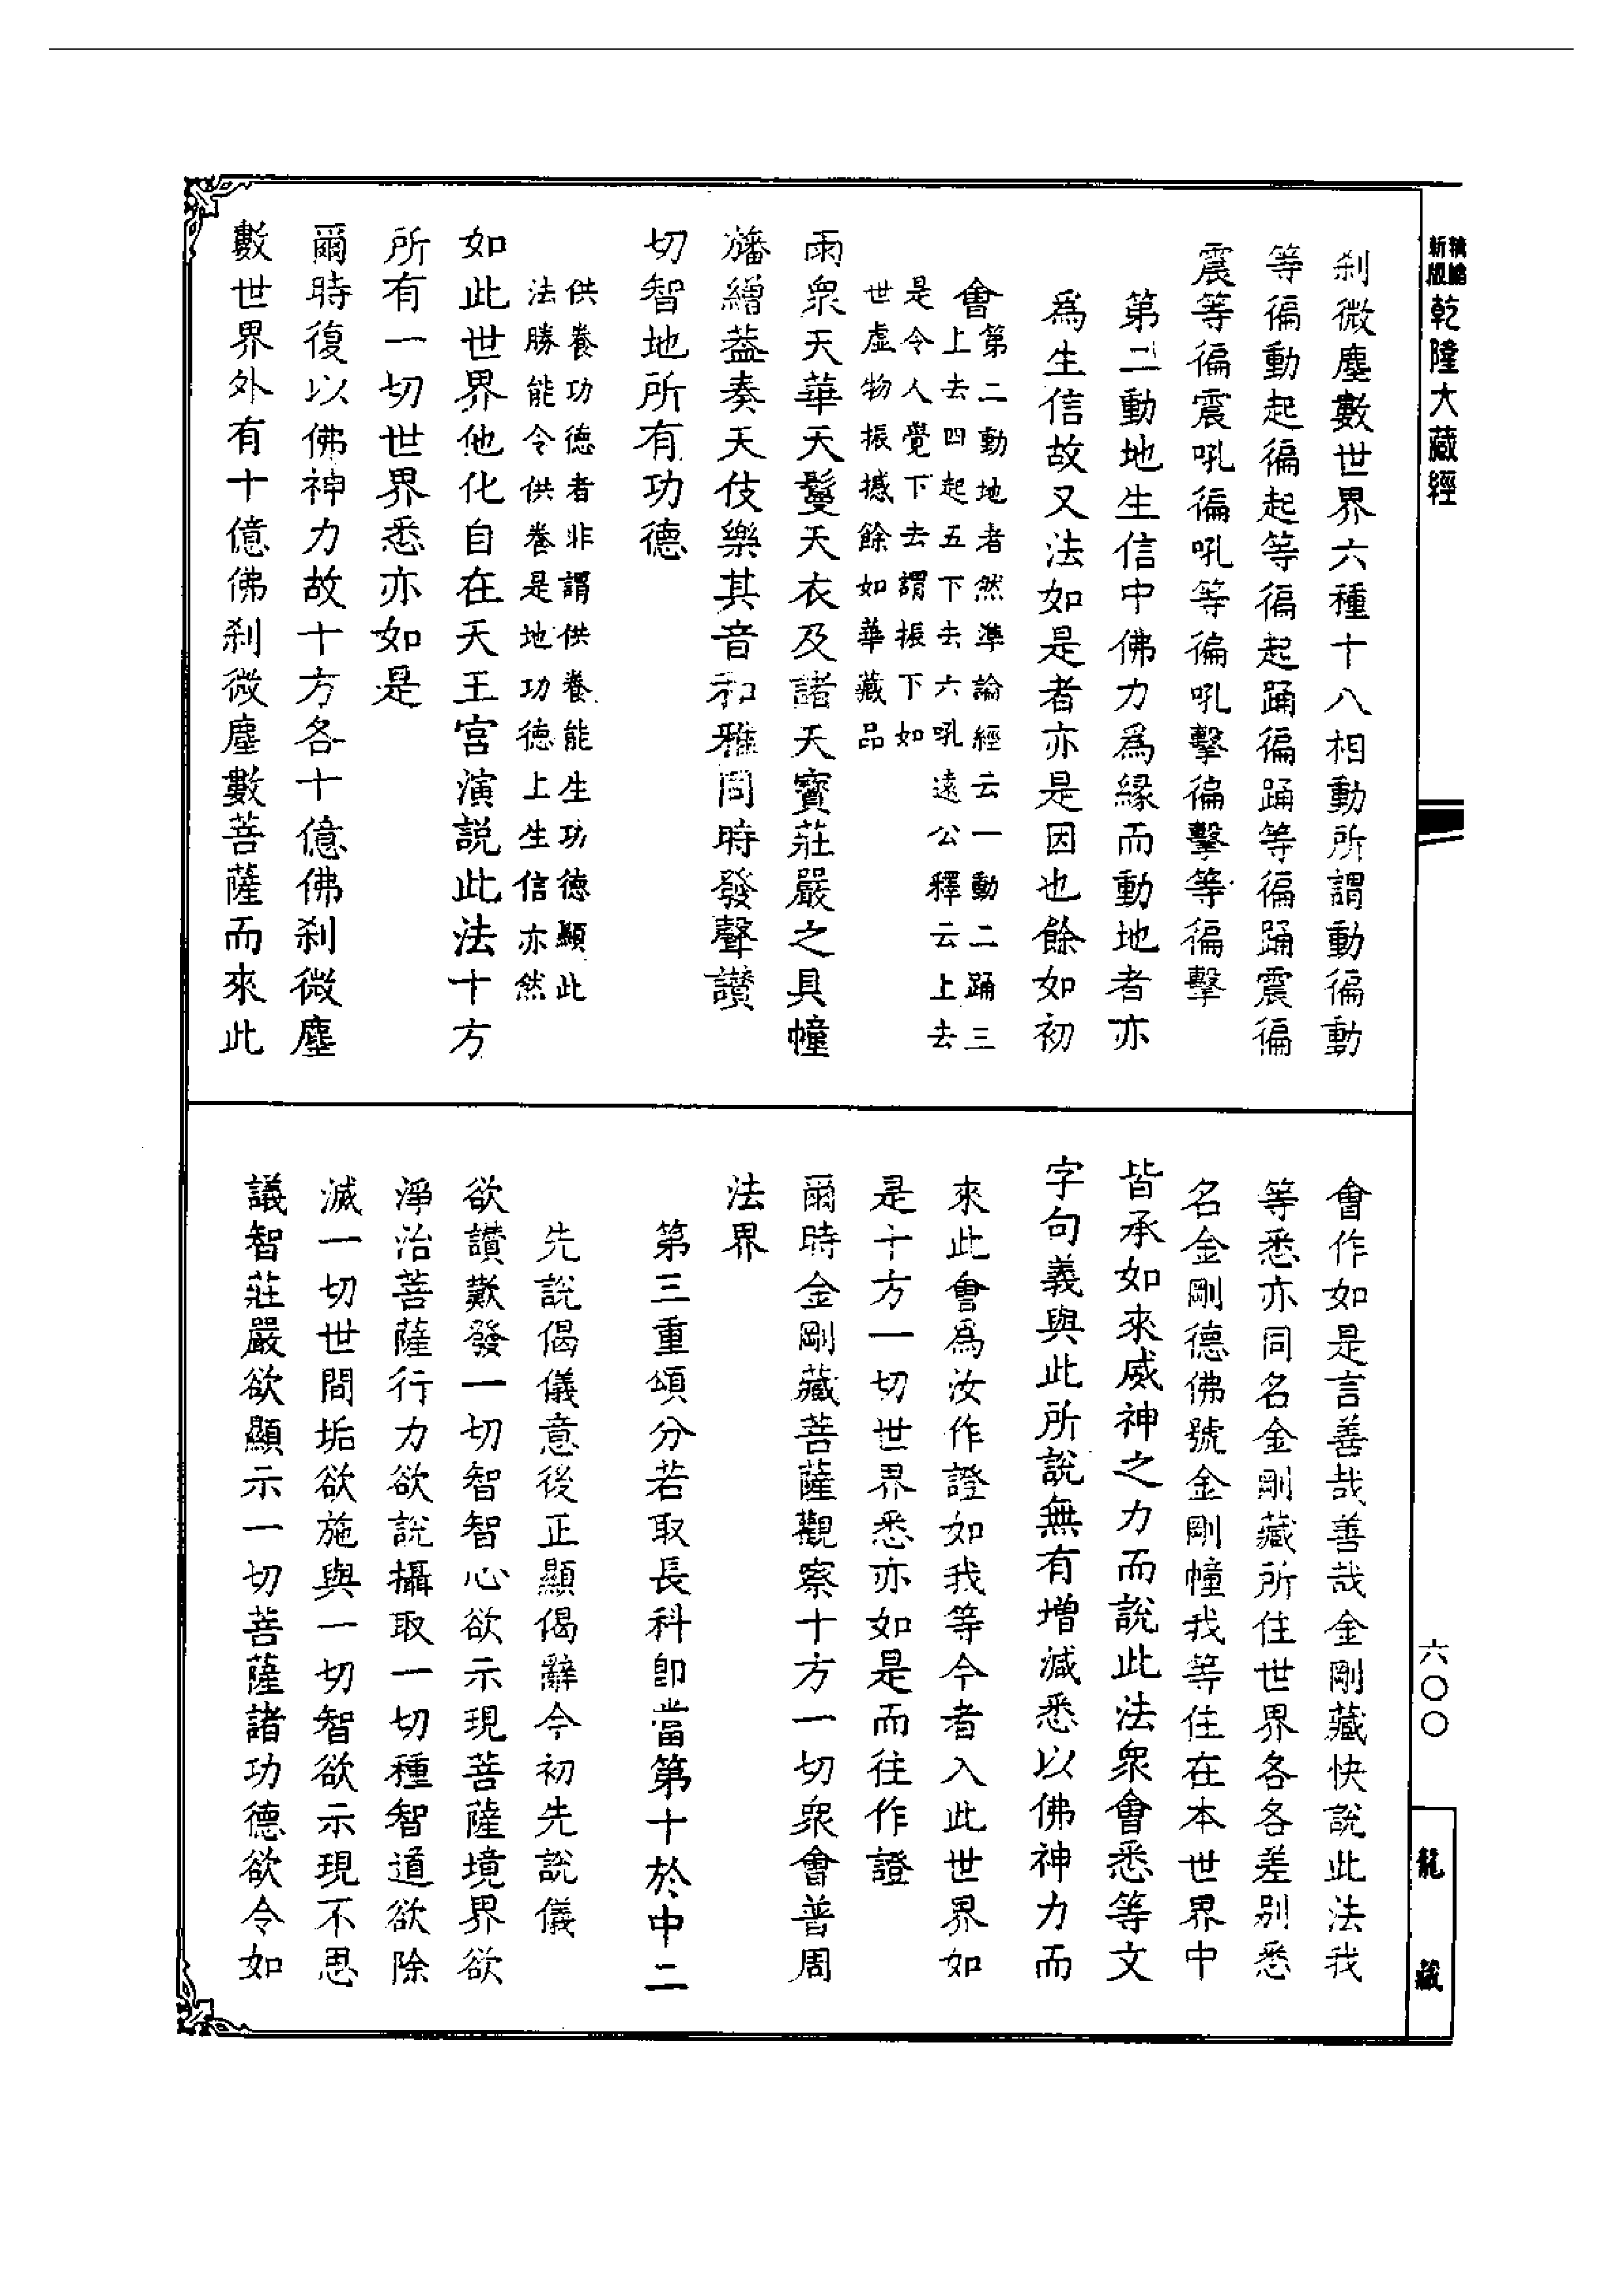 精編
新版
乾隆大藏經
刹微塵數世界六種十八相動所謂動徧動
等徧動起徧起等徧起踊徧踊等徧踊震徧
震等徧震吼徧吼等徧吼擊徧擊等徧擊
第二動地生信中佛力爲緣而動地者亦
爲生信故又法如是者亦是因也餘如初
會
第二動地者然準論經云一動二踊三
上去四起五下去六吼遠公釋云上去
是令人覺下去謂振下如
世虛物振撼餘如華藏品
雨衆天華天鬘天衣及諸天寶莊嚴之具幢
旛繒葢奏天伎樂其音和雅同時發聲讃
切智地所有功德
供養功德者非謂供養能生功德顯此
法勝能令供養是地功德上生信亦然
如此世界他化自在天王宮演説此法十方
所有一切世界悉亦如是
爾時復以佛神力故十方各十億佛刹微塵
數世界外有十億佛刹微塵數菩薩而來此
會作如是言善哉善哉金剛藏快說此法我
等悉亦同名金剛藏所住世界各各差别悉
名金剛德佛號金剛幢我等住在本世界中
皆承如來威神之力而說此法衆會悉等文
字句義與此所說無有增減悉以佛神力而
來此會爲汝作證如我等今者入此世界如
是十方一切世界悉亦如是而往作證
爾時金剛藏菩薩觀察十方一切衆會普周
法界
第三重頌分若取長科即當第十於中二
先說偈儀意後正顯偈辭今初先說儀
欲讃歎發一切智智心欲示現菩薩境界欲
淨治菩薩行力欲說攝取一切種智道欲除
滅一切世間垢欲施與一切智欲示現不思
議智莊嚴欲顯示一切菩薩諸功德欲令如
六〇〇
龍藏